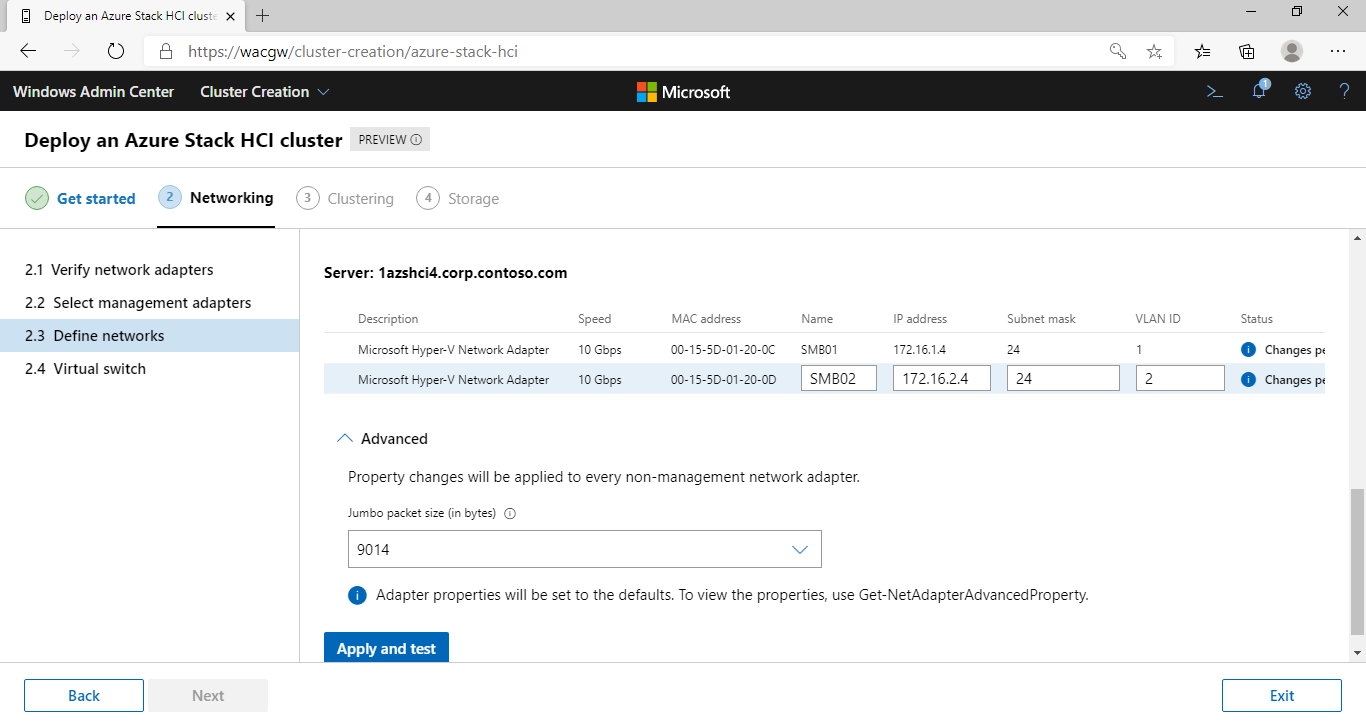 Deploy an Azure Stack HCI cluste
https://wacgw/cluster-creation/azure-stack-hci
Windows Admin Center Cluster Creation Microsoft 1 ?
Deploy an Azure Stack HCI cluster PREVIEW
Get started 2 Networking 3 Clustering 4 Storage
2.1 Verify network adapters
2.2 Select management adapters
2.3 Define networks
2.4 Virtual switch
Server: 1azshci4.corp.contoso.com
Description Speed MAC address Name IP address Subnet mask VLAN ID Status
Microsoft Hyper-V Network Adapter 10 Gbps 00-15-5D-01-20-0C SMB01 172.16.1.4 24 1 Changes pe
Microsoft Hyper-V Network Adapter 10 Gbps 00-15-5D-01-20-0D SMB02 172.16.2.4 24 2 Changes pe
Advanced
Property changes will be applied to every non-management network adapter.
Jumbo packet size (in bytes)
9014
Adapter properties will be set to the defaults. To view the properties, use Get-NetAdapterAdvancedProperty.
Apply and test
Back Next Exit